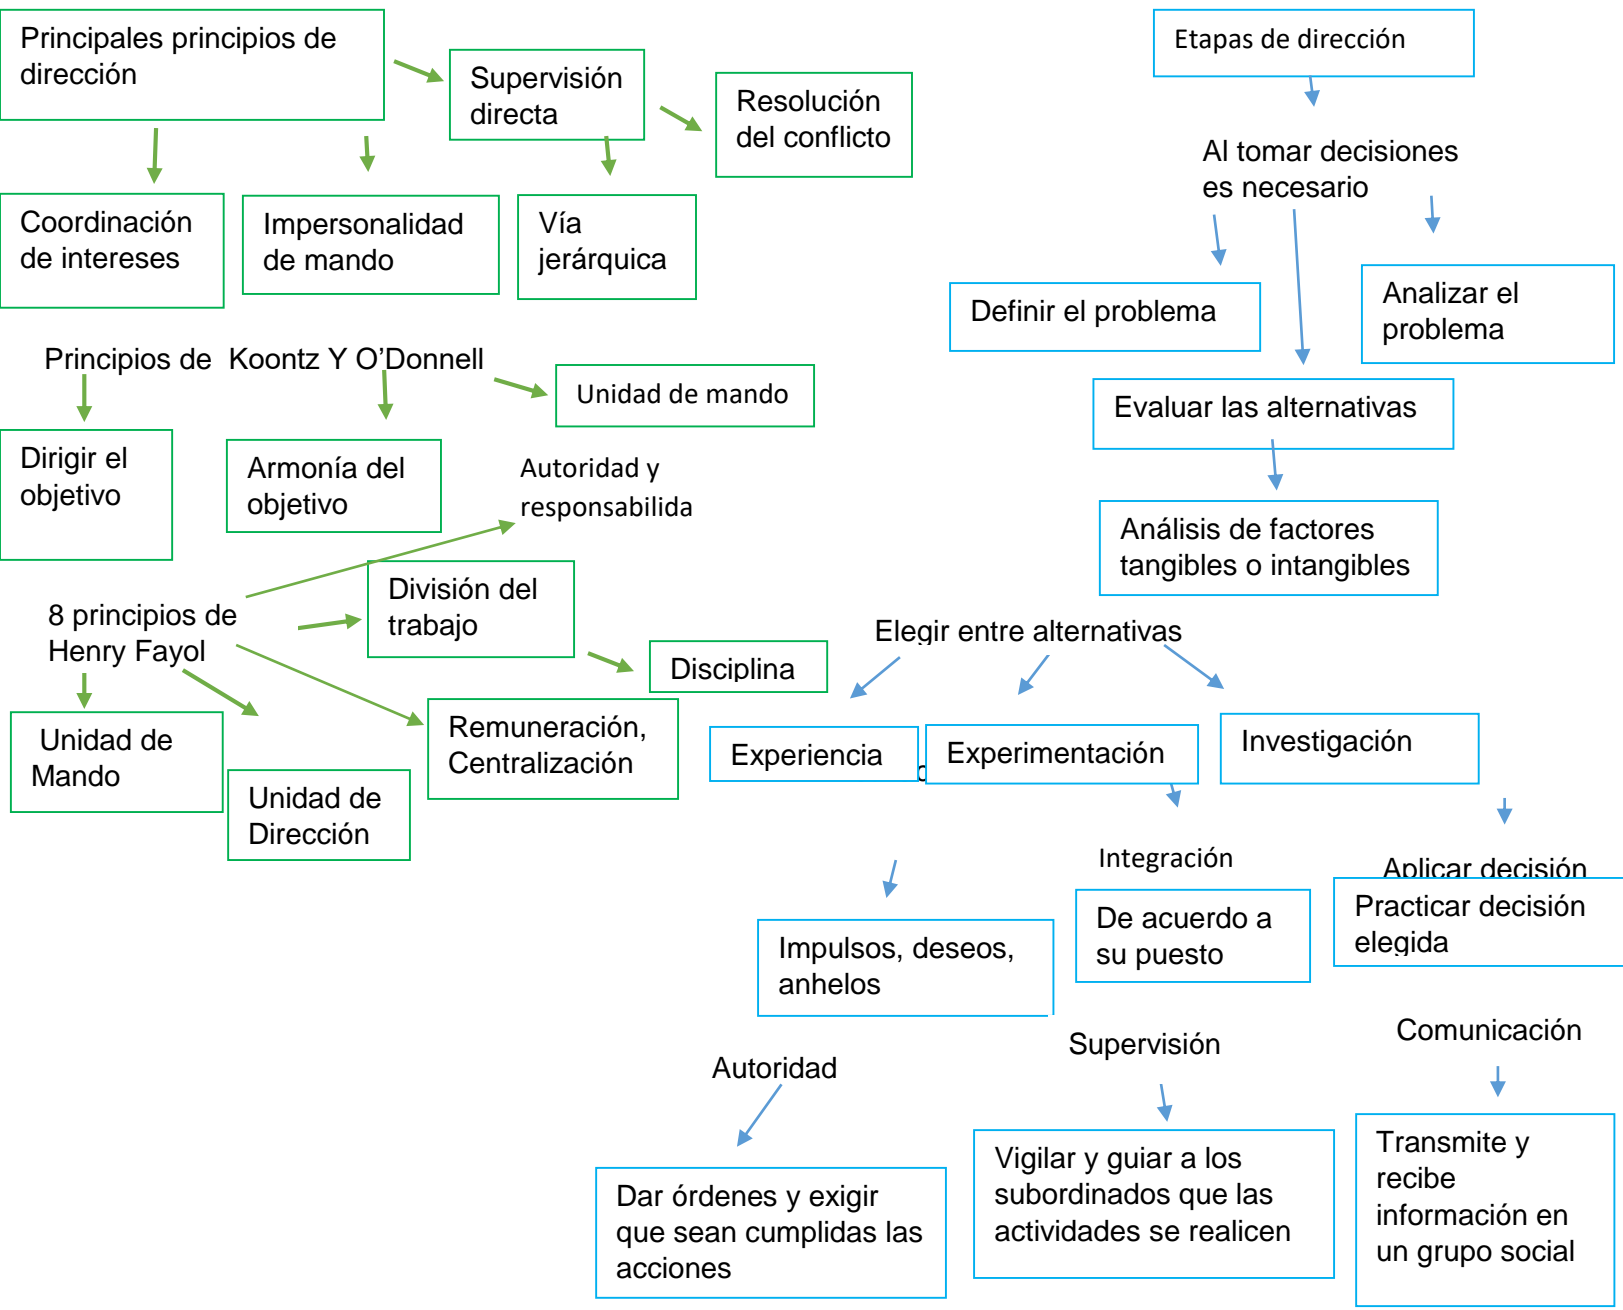 Principales principios de
dirección
Supervisión
directa
Resolución
del conflicto
Coordinación
de intereses
Impersonalidad
de mando
Vía
jerárquica
Principios de  Koontz Y O’Donnell
Unidad de mando
Dirigir el
objetivo
Armonía del
objetivo
Autoridad y
responsabilida
8 principios de
Henry Fayol
División del
trabajo
Disciplina
Unidad de
Mando
Unidad de
Dirección
Remuneración,
Centralización
Etapas de dirección
Al tomar decisiones
es necesario
Definir el problema
Analizar el
problema
Evaluar las alternativas
Análisis de factores
tangibles o intangibles
Elegir entre alternativas
Experiencia
Experimentación
Investigación
Integración
Aplicar decisión
Impulsos, deseos,
anhelos
De acuerdo a
su puesto
Practicar decisión
elegida
Autoridad
Supervisión
Comunicación
Dar órdenes y exigir
que sean cumplidas las
acciones
Vigilar y guiar a los
subordinados que las
actividades se realicen
Transmite y
recibe
información en
un grupo social